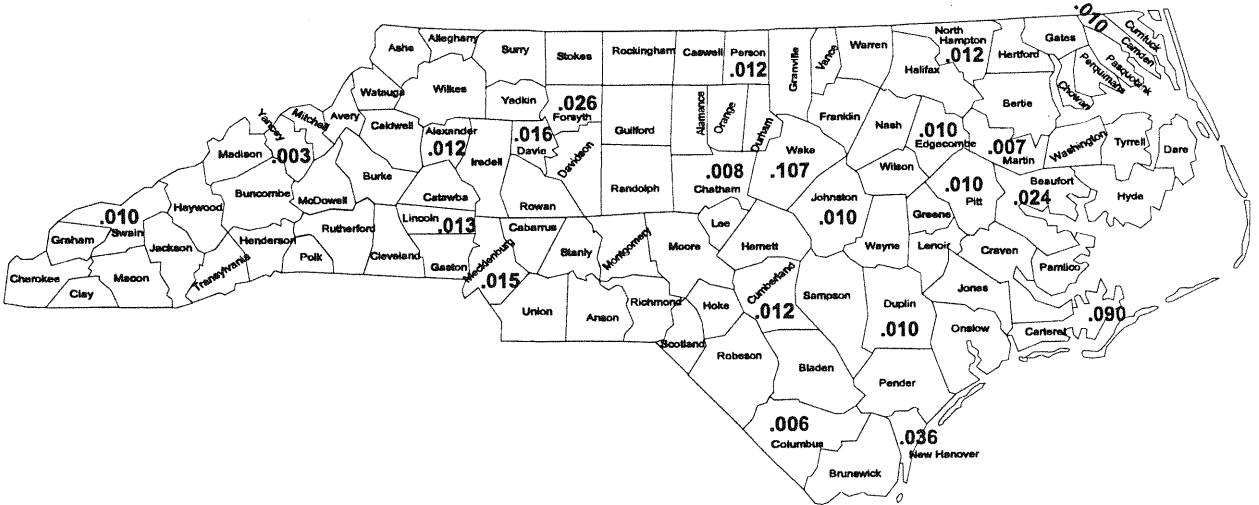 .010
Ashe
Alleghany
Surry
Stokes
Rockingham
Caswell
Person
.012
Granville
Vance
Warren
North
Hampton
.012
Halifax
Hertford
Gates
Currituck
Camden
Pasquotank
Perquimans
Chowan
Watauga
Wilkes
Yadkin
.026
Forsyth
Guilford
Alamance
Orange
Durham
Franklin
Nash
.010
Edgecombe
Bertie
.007
Martin
Washington
Tyrrell
Dare
Yancey
Mitchell
Avery
Caldwell
Alexander
.012
Iredell
.016
Davie
Davidson
Randolph
.008
Chatham
Wake
.107
Wilson
.010
Pitt
Beaufort
.024
Hyde
Madison
.003
Buncombe
McDowell
Burke
Catawba
Rowan
Johnston
.010
Greene
.010
Swain
Haywood
Jackson
Graham
Cherokee
Clay
Macon
Transylvania
Henderson
Polk
Rutherford
Cleveland
Lincoln
.013
Gaston
Mecklenburg
.015
Cabarrus
Stanly
Montgomery
Moore
Lee
Harnett
Wayne
Lenoir
Craven
Pamlico
Union
Anson
Richmond
Scotland
Hoke
Cumberland
.012
Sampson
Duplin
.010
Jones
Onslow
Carteret
.090
Robeson
Bladen
Pender
.006
Columbus
.036
New Hanover
Brunswick